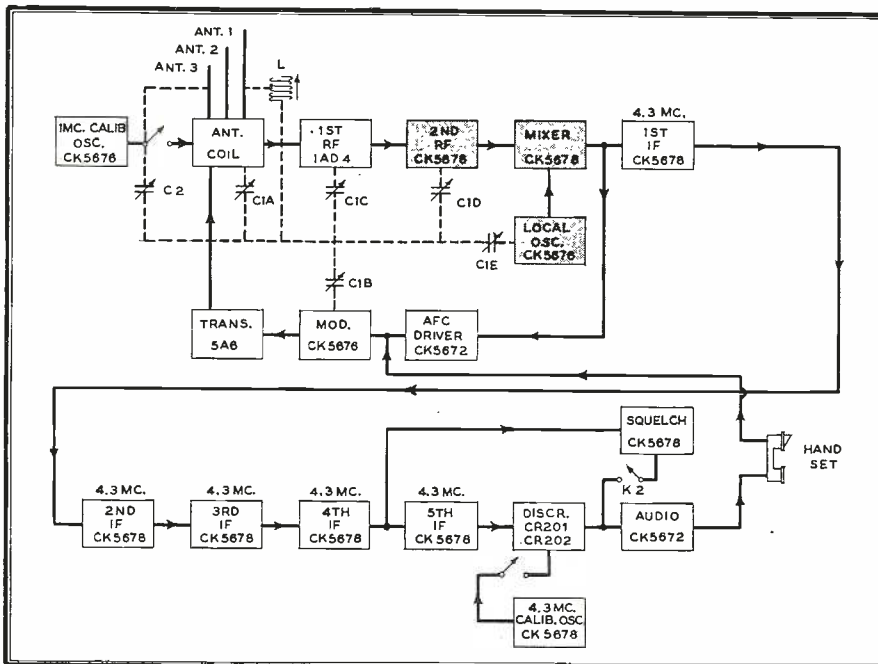 ANT. 1
ANT. 2
ANT. 3
L
1MC. CALIB
OSC.
CK5676
ANT.
COIL
1ST
RF
1AD4
2ND
RF
CK5678
MIXER
CK5678
4.3 MC.
1ST
IF
CK5678
C2
C1A
C1C
C1D
LOCAL
OSC.
CK5676
C1E
C1B
TRANS.
5A6
MOD.
CK5676
AFC
DRIVER
CK5672
SQUELCH
CK5678
HAND
SET
K2
4.3 MC.
2ND
IF
CK5678
4.3 MC.
3RD
IF
CK5678
4.3 MC.
4TH
IF
CK5678
4.3 MC.
5TH
IF
CK5678
DISCR.
CR201
CR202
AUDIO
CK5672
4.3 MC.
CALIB. OSC.
CK5678